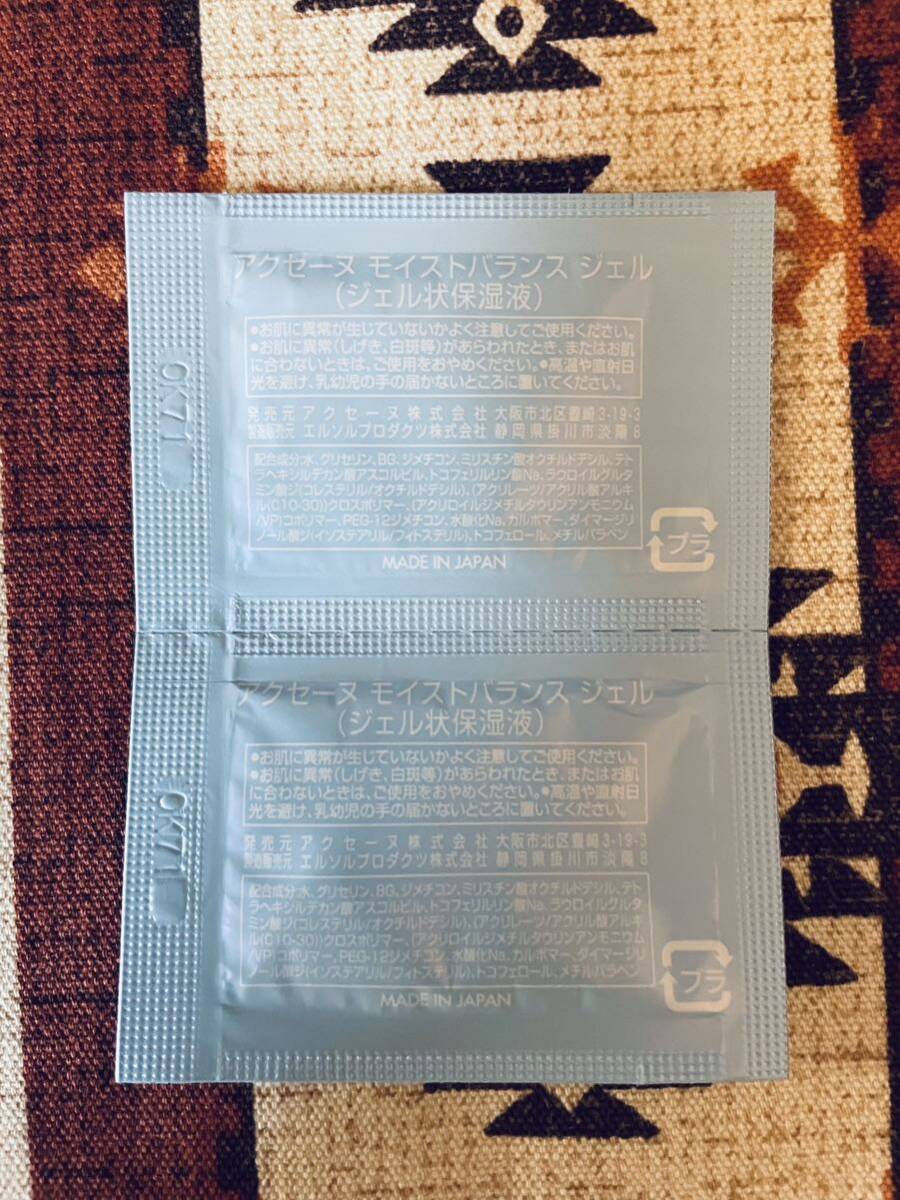 アクセーヌ モイストバランス ジェル
(ジェル状保湿液)
•お肌に異常が生じていないかよく注意してご使用ください。
•お肌に異常(しげき、白斑等)があらわれたとき、またはお肌
に合わないときは、ご使用をおやめください。•高温や直射日
光を避け、乳幼児の手の届かないところに置いてください。
OK71
発売元 アクセーヌ株式会社 大阪市北区豊崎3-19-3
製造販売元 エルソルプロダクツ株式会社 静岡県掛川市淡陽8
配合成分:水、グリセリン、BG、ジメチコン、ミリスチン酸オクチルドデシル、テト
ラヘキシルデカン酸アスコルビル、トコフェリルリン酸Na、ラウロイルグルタ
ミン酸ジ(コレステリル/オクチルドデシル)、(アクリレーツ/アクリル酸アルキ
ル(C10-30))クロスポリマー、(アクリロイルジメチルタウリンアンモニウム
/VP)コポリマー、PEG-12ジメチコン、水酸化Na、カルボマー、ダイマージリ
ノール酸ジ(イソステアリル/フィトステリル)、トコフェロール、メチルパラベン
プラ
MADE IN JAPAN
アクセーヌ モイストバランス ジェル
(ジェル状保湿液)
•お肌に異常が生じていないかよく注意してご使用ください。
•お肌に異常(しげき、白斑等)があらわれたとき、またはお肌
に合わないときは、ご使用をおやめください。•高温や直射日
光を避け、乳幼児の手の届かないところに置いてください。
OK71
発売元 アクセーヌ株式会社 大阪市北区豊崎3-19-3
製造販売元 エルソルプロダクツ株式会社 静岡県掛川市淡陽8
配合成分:水、グリセリン、BG、ジメチコン、ミリスチン酸オクチルドデシル、テト
ラヘキシルデカン酸アスコルビル、トコフェリルリン酸Na、ラウロイルグルタ
ミン酸ジ(コレステリル/オクチルドデシル)、(アクリレーツ/アクリル酸アルキ
ル(C10-30))クロスポリマー、(アクリロイルジメチルタウリンアンモニウム
/VP)コポリマー、PEG-12ジメチコン、水酸化Na、カルボマー、ダイマージリ
ノール酸ジ(イソステアリル/フィトステリル)、トコフェロール、メチルパラベン
プラ
MADE IN JAPAN